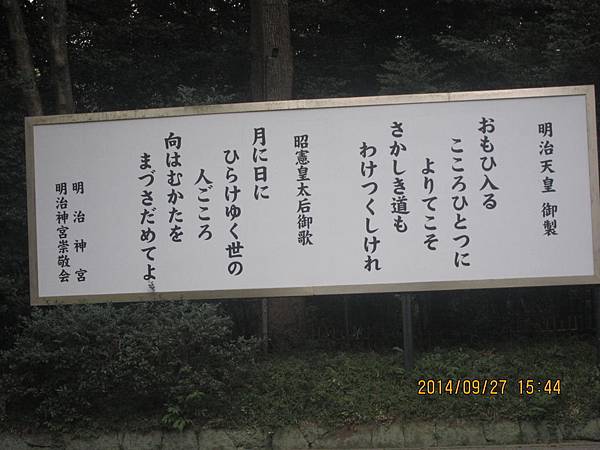 明治天皇 御製
おもひ入る
こころひとつに
よりてこそ
さかしき道も
わけつくしけれ
昭憲皇太后御歌
月に日に
ひらけゆく世の
人ごころ
向はむかたを
まづさだめてよ
明治神宮
明治神宮崇敬会
2014/09/27 15:44